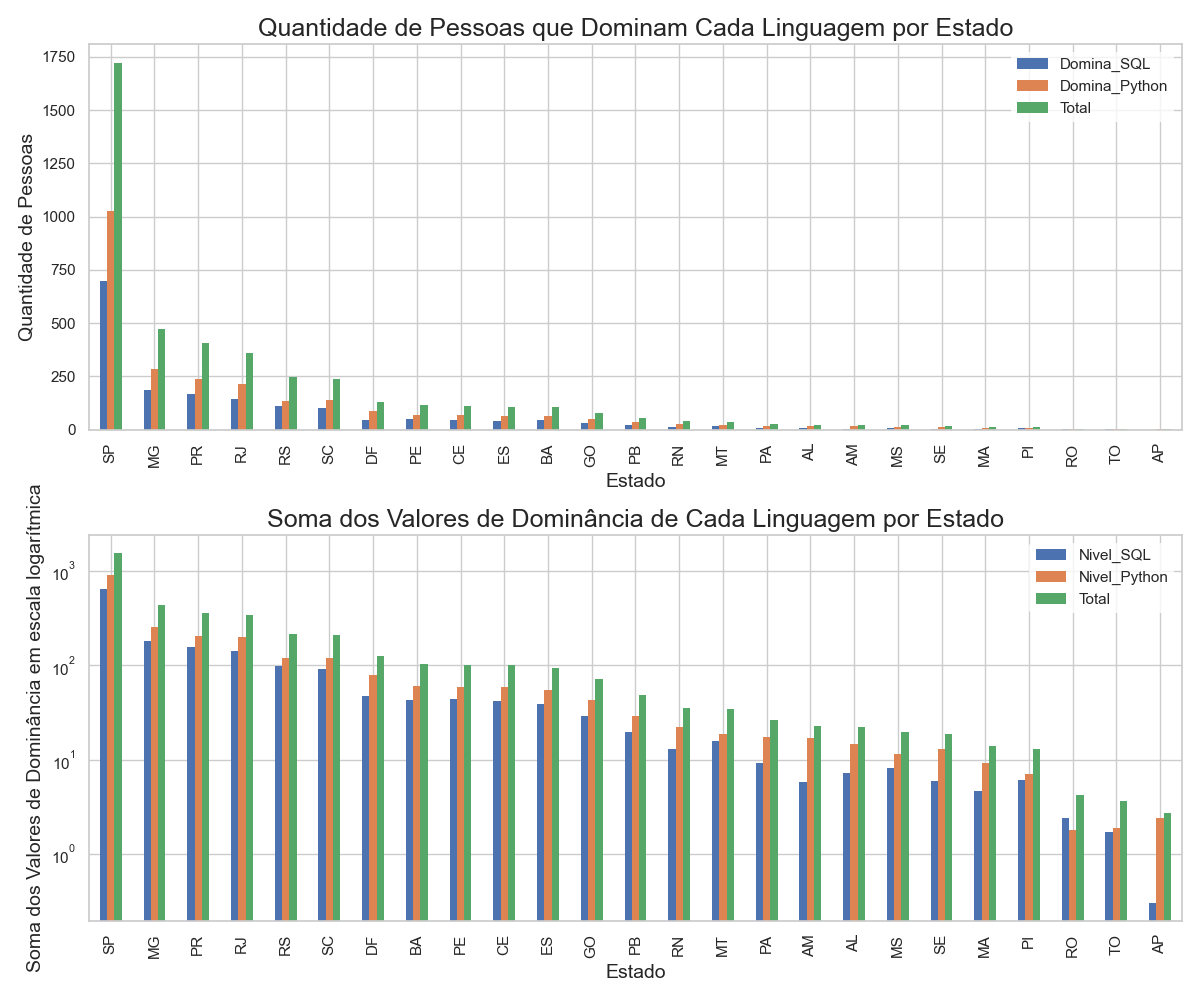 Quantidade de Pessoas que Dominam Cada Linguagem por Estado
Quantidade de Pessoas
1750
1500
1250
1000
750
500
250
0
Domina_SQL
Domina_Python
Total
SP MG PR RJ RS SC DF PE CE ES BA GO PB RN MT PA AL AM MS SE MA PI RO TO AP
Estado
Soma dos Valores de Dominância de Cada Linguagem por Estado
Soma dos Valores de Dominância em escala logarítmica
10³
10²
10¹
10⁰
Nivel_SQL
Nivel_Python
Total
SP MG PR RJ RS SC DF BA PE CE ES GO PB RN MT PA AM AL MS SE MA PI RO TO AP
Estado